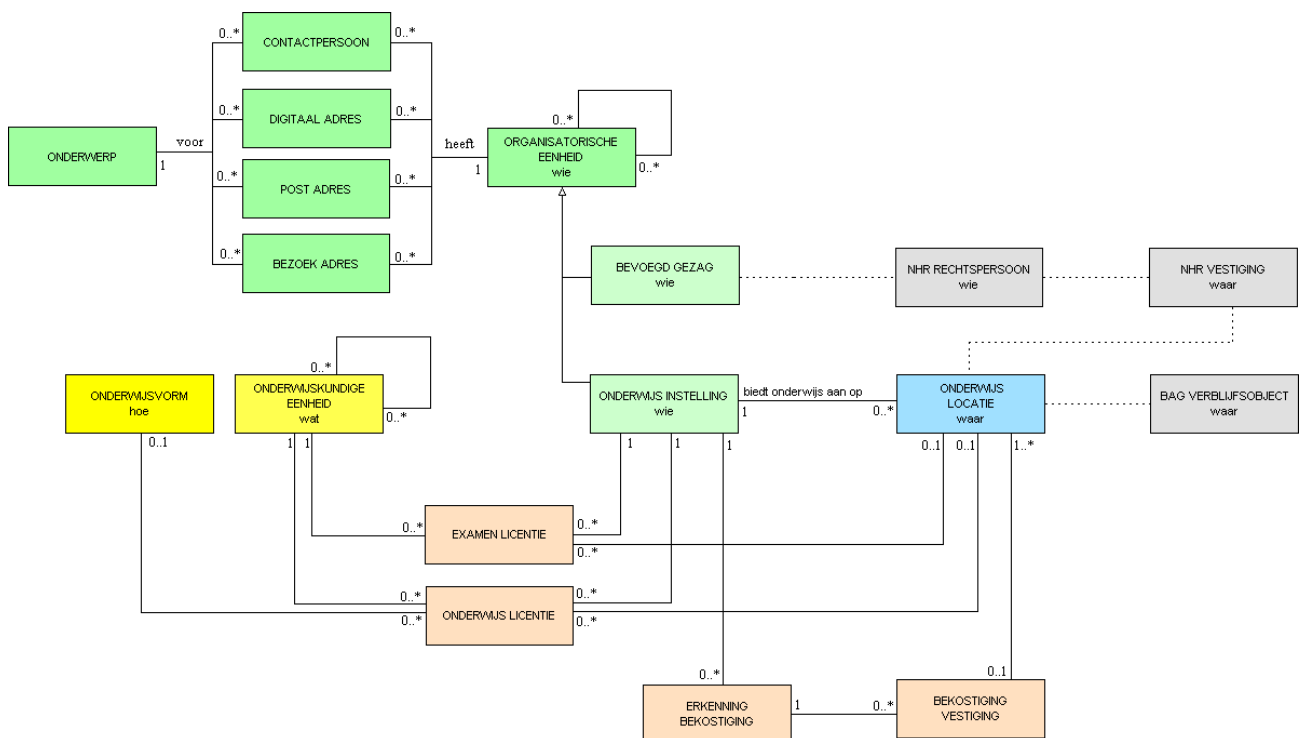 0..*
CONTACTPERSOON
0..*
0..*
DIGITAAL ADRES
0..*
0..*
ONDERWERP
voor
1
heeft
1
ORGANISATORISCHE
EENHEID
wie
0..*
0..*
POST ADRES
0..*
0..*
BEZOEK ADRES
0..*
BEVOEGD GEZAG
wie
NHR RECHTSPERSOON
wie
NHR VESTIGING
waar
0..*
ONDERWIJSVORM
hoe
ONDERWIJSKUNDIGE
EENHEID
wat
0..*
ONDERWIJS INSTELLING
wie
biedt onderwijs aan op
1
0..*
ONDERWIJS
LOCATIE
waar
BAG VERBLIJFSOBJECT
waar
0..1
1
1
1
1
1
0..1
0..1
1..*
0..*
EXAMEN LICENTIE
0..*
0..*
0..*
ONDERWIJS LICENTIE
0..*
0..*
0..*
0..*
0..1
ERKENNING
BEKOSTIGING
1
0..*
BEKOSTIGING
VESTIGING